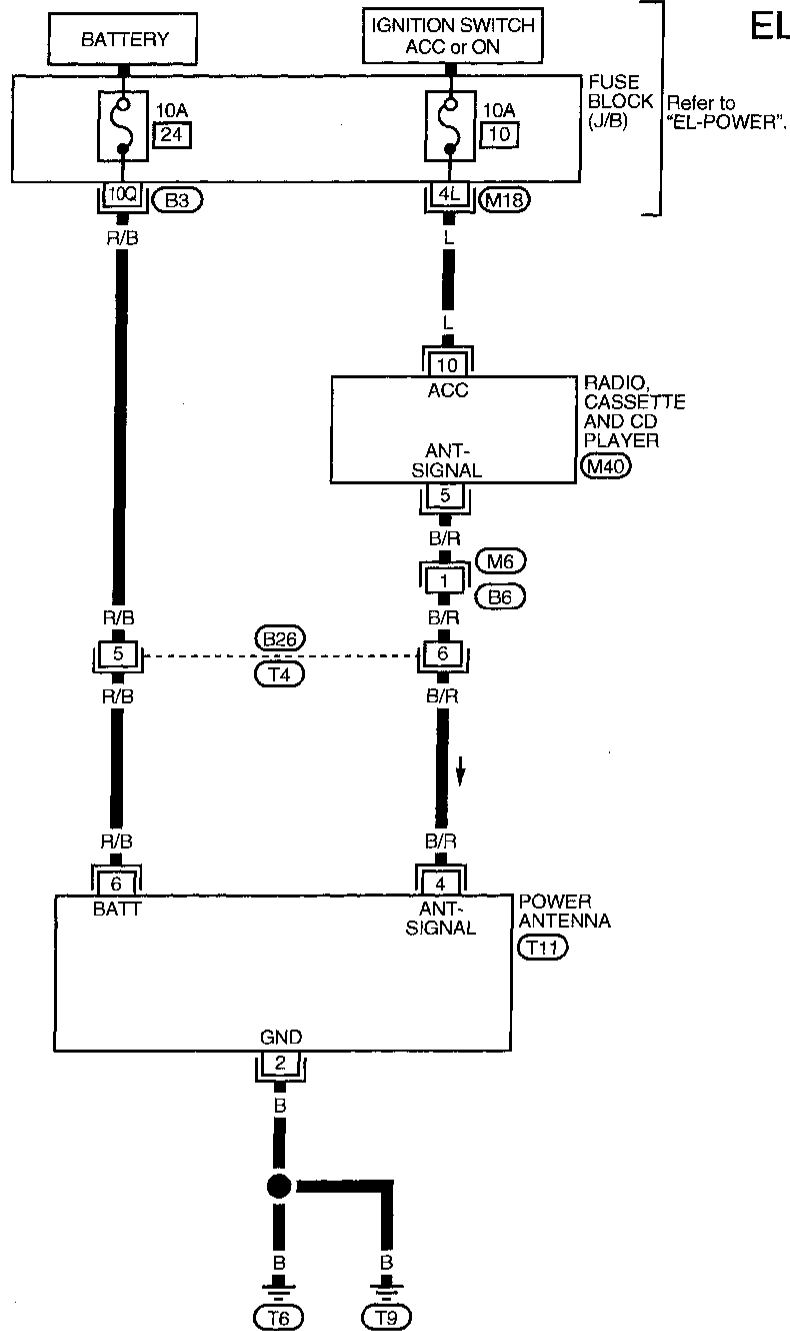 EL
BATTERY
IGNITION SWITCH
ACC or ON
FUSE
BLOCK
(J/B)
Refer to
"EL-POWER".
10A
24
10A
10
10Q
B3
4L
M18
R/B
L
L
10
ACC
RADIO,
CASSETTE
AND CD
PLAYER
M40
ANT-
SIGNAL
5
B/R
M6
1
B6
R/B
B/R
5
B26
T4
6
R/B
B/R
R/B
B/R
6
4
BATT
ANT-
SIGNAL
POWER
ANTENNA
T11
GND
2
B
B
B
T6
T9